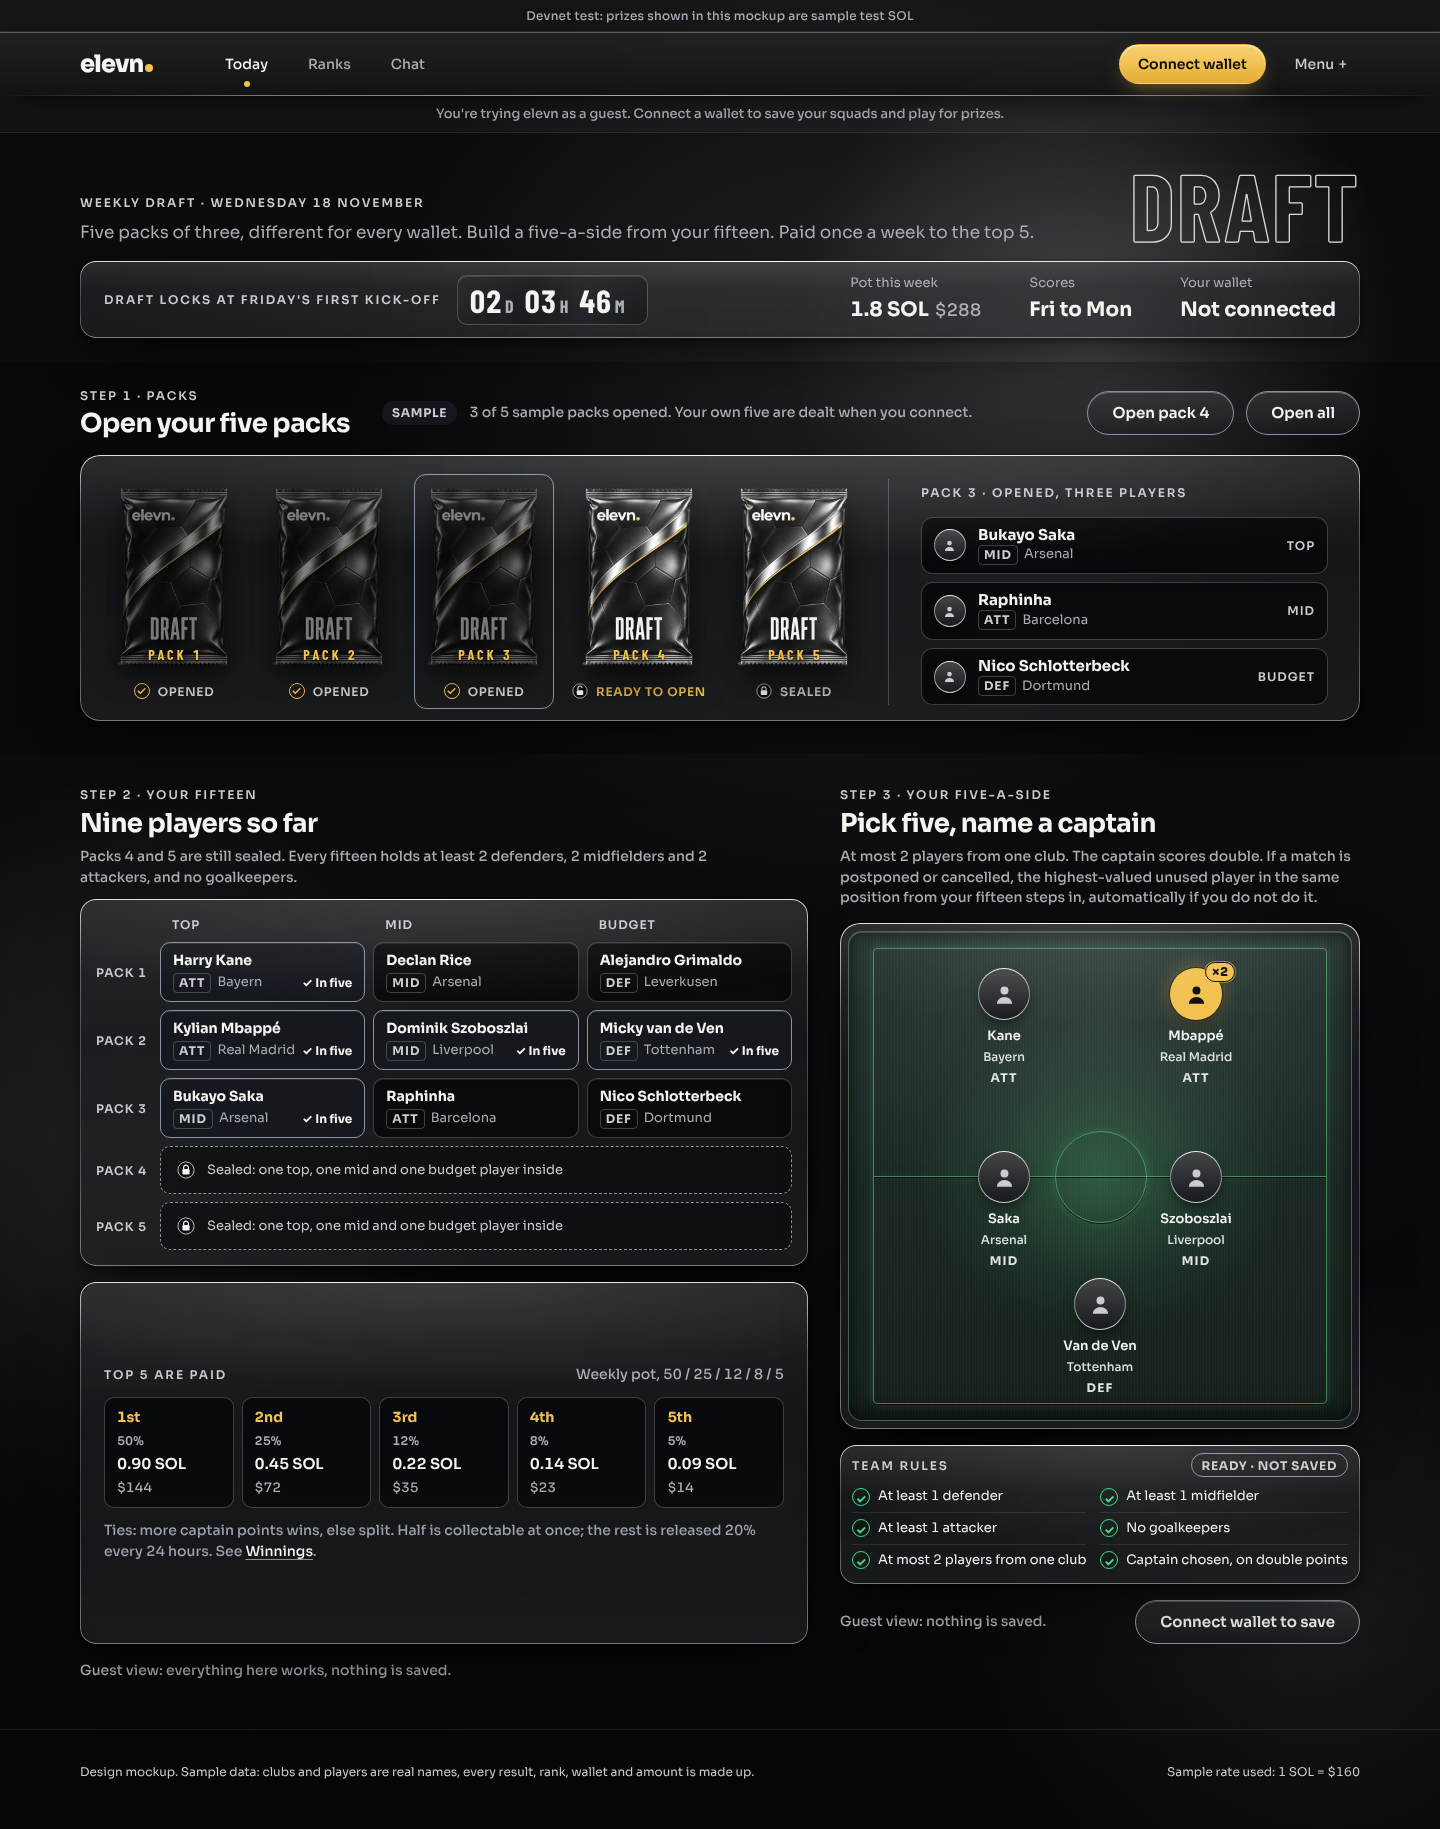 Devnet test: prizes shown in this mockup are sample test SOL
elevn.
Today
Ranks
Chat
Connect wallet
Menu +
You're trying elevn as a guest. Connect a wallet to save your squads and play for prizes.
WEEKLY DRAFT · WEDNESDAY 18 NOVEMBER
Five packs of three, different for every wallet. Build a five-a-side from your fifteen. Paid once a week to the top 5.
DRAFT
DRAFT LOCKS AT FRIDAY'S FIRST KICK-OFF
02 D 03 H 46 M
Pot this week
1.8 SOL $288
Scores
Fri to Mon
Your wallet
Not connected
STEP 1 · PACKS
Open your five packs
SAMPLE
3 of 5 sample packs opened. Your own five are dealt when you connect.
Open pack 4
Open all
elevn.
DRAFT
PACK 1
OPENED
elevn.
DRAFT
PACK 2
OPENED
elevn.
DRAFT
PACK 3
OPENED
elevn.
DRAFT
PACK 4
READY TO OPEN
elevn.
DRAFT
PACK 5
SEALED
PACK 3 · OPENED, THREE PLAYERS
Bukayo Saka
MID Arsenal
TOP
Raphinha
ATT Barcelona
MID
Nico Schlotterbeck
DEF Dortmund
BUDGET
STEP 2 · YOUR FIFTEEN
Nine players so far
Packs 4 and 5 are still sealed. Every fifteen holds at least 2 defenders, 2 midfielders and 2
attackers, and no goalkeepers.
TOP
MID
BUDGET
PACK 1
Harry Kane
ATT Bayern ✓ In five
Declan Rice
MID Arsenal
Alejandro Grimaldo
DEF Leverkusen
PACK 2
Kylian Mbappé
ATT Real Madrid ✓ In five
Dominik Szoboszlai
MID Liverpool ✓ In five
Micky van de Ven
DEF Tottenham ✓ In five
PACK 3
Bukayo Saka
MID Arsenal ✓ In five
Raphinha
ATT Barcelona
Nico Schlotterbeck
DEF Dortmund
PACK 4
Sealed: one top, one mid and one budget player inside
PACK 5
Sealed: one top, one mid and one budget player inside
TOP 5 ARE PAID
Weekly pot, 50 / 25 / 12 / 8 / 5
1st
50%
0.90 SOL
$144
2nd
25%
0.45 SOL
$72
3rd
12%
0.22 SOL
$35
4th
8%
0.14 SOL
$23
5th
5%
0.09 SOL
$14
Ties: more captain points wins, else split. Half is collectable at once; the rest is released 20%
every 24 hours. See Winnings.
Guest view: everything here works, nothing is saved.
STEP 3 · YOUR FIVE-A-SIDE
Pick five, name a captain
At most 2 players from one club. The captain scores double. If a match is
postponed or cancelled, the highest-valued unused player in the same
position from your fifteen steps in, automatically if you do not do it.
Kane
Bayern
ATT
×2
Mbappé
Real Madrid
ATT
Saka
Arsenal
MID
Szoboszlai
Liverpool
MID
Van de Ven
Tottenham
DEF
TEAM RULES
READY · NOT SAVED
At least 1 defender
At least 1 midfielder
At least 1 attacker
No goalkeepers
At most 2 players from one club
Captain chosen, on double points
Guest view: nothing is saved.
Connect wallet to save
Design mockup. Sample data: clubs and players are real names, every result, rank, wallet and amount is made up.
Sample rate used: 1 SOL = $160